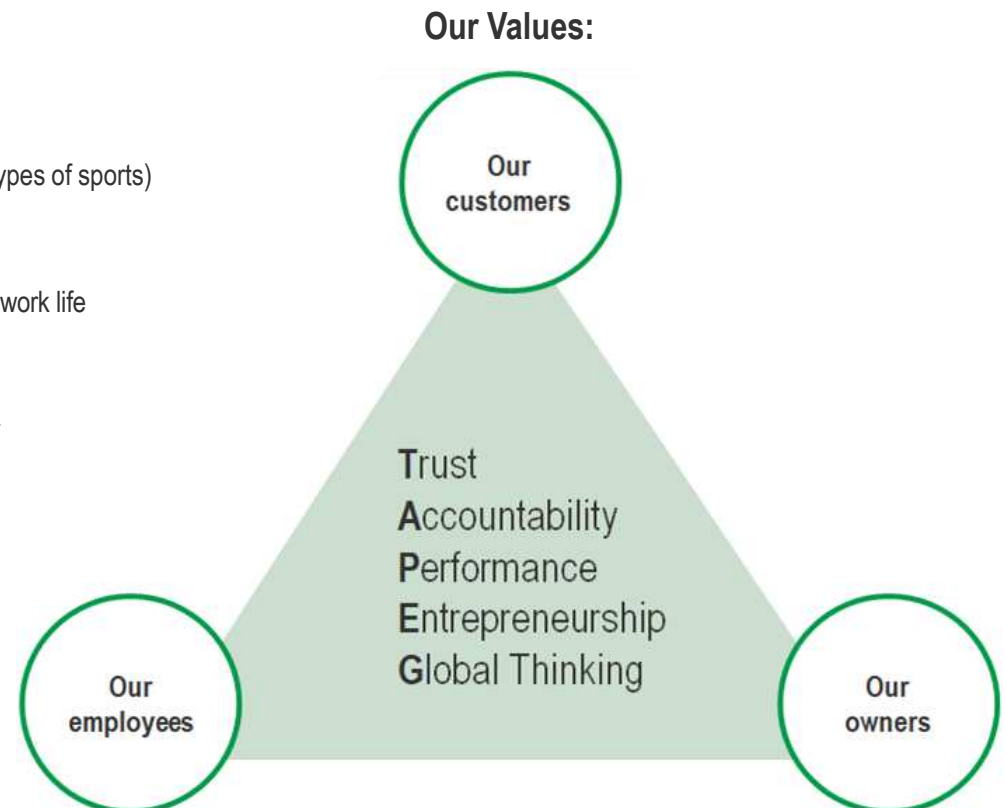 Our Values:
Our
customers
ypes of sports)
work life
Trust
Accountability
Performance
Entrepreneurship
Global Thinking
Our
employees
Our
owners